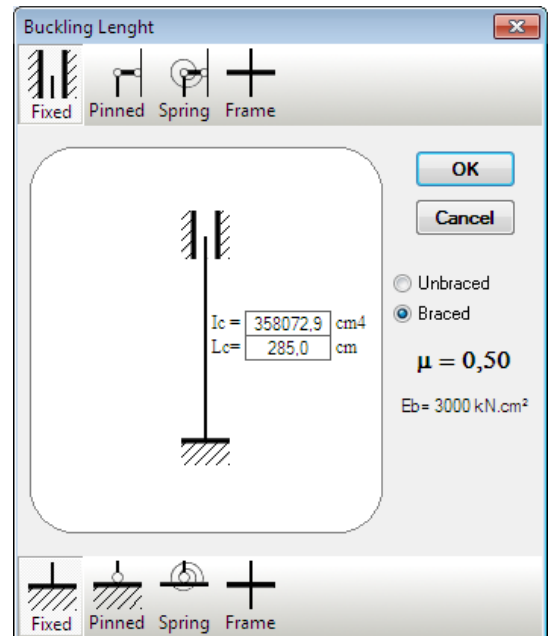 Buckling Lenght
Fixed Pinned Spring Frame
OK
Cancel
Unbraced
Braced
Ic = 358072,9 cm4
Lc= 285,0 cm
μ = 0,50
Eb= 3000 kN.cm²
Fixed Pinned Spring Frame